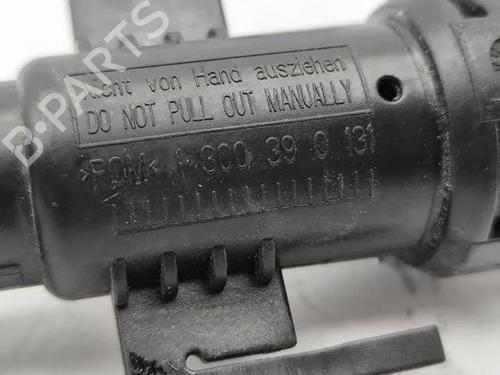 Nicht von Hand ausziehen
DO NOT PULL OUT MANUALLY
>POM< 1 300 39 0 131
B-PARTS